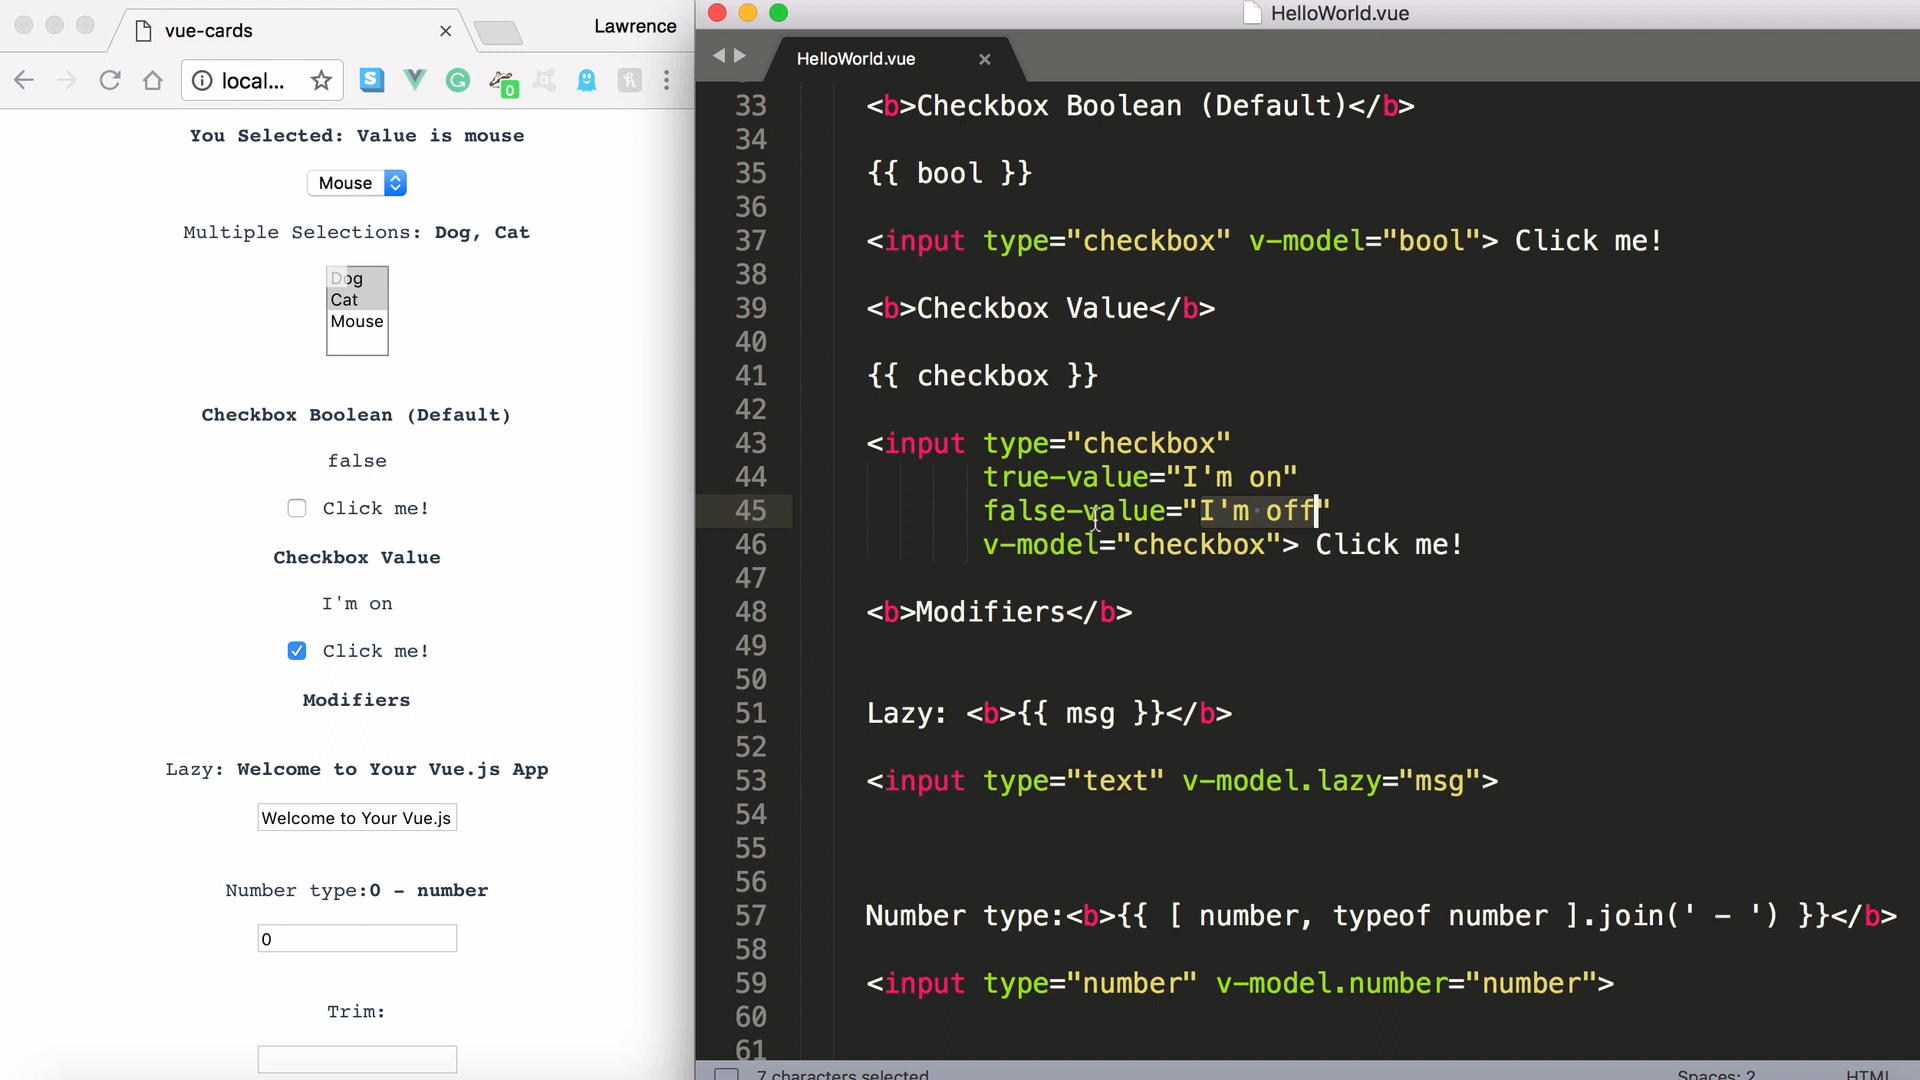 vue-cards
Lawrence
local...
0
You Selected: Value is mouse
Mouse
Multiple Selections: Dog, Cat
Dog
Cat
Mouse
Checkbox Boolean (Default)
false
Click me!
Checkbox Value
I'm on
Click me!
Modifiers
Lazy: Welcome to Your Vue.js App
Welcome to Your Vue.js
Number type:0 - number
0
Trim:
HelloWorld.vue
HelloWorld.vue
33 <b>Checkbox Boolean (Default)</b>
34
35 {{ bool }}
36
37 <input type="checkbox" v-model="bool"> Click me!
38
39 <b>Checkbox Value</b>
40
41 {{ checkbox }}
42
43 <input type="checkbox"
44 true-value="I'm on"
45 false-value="I'm off"
46 v-model="checkbox"> Click me!
47
48 <b>Modifiers</b>
49
50
51 Lazy: <b>{{ msg }}</b>
52
53 <input type="text" v-model.lazy="msg">
54
55
56
57 Number type:<b>{{ [ number, typeof number ].join(' - ') }}</b>
58
59 <input type="number" v-model.number="number">
60
61
7 characters selected
Spaces: 2
HTML